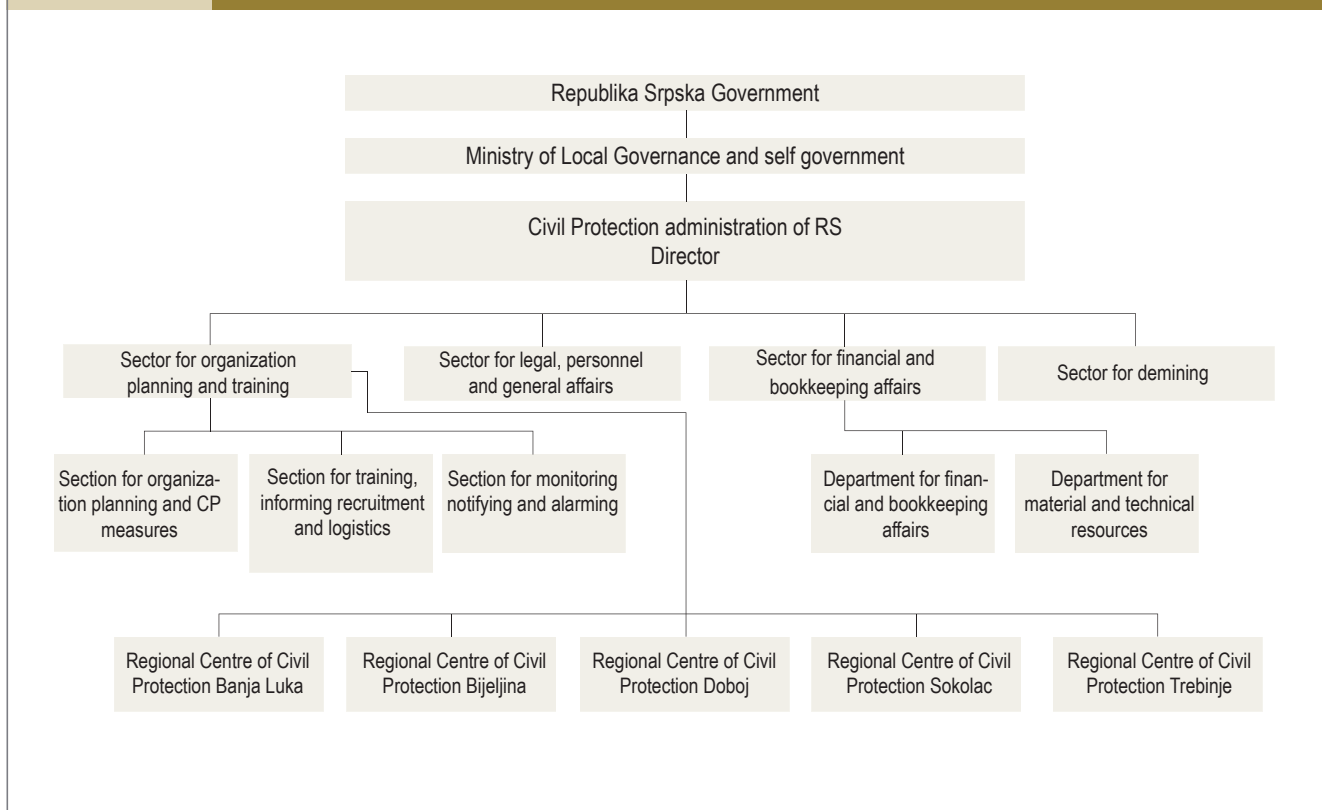 Republika Srpska Government
Ministry of Local Governance and self government
Civil Protection administration of RS
Director
Sector for organization
planning and training
Sector for legal, personnel
and general affairs
Sector for financial and
bookkeeping affairs
Sector for demining
Section for organiza-
tion planning and CP
measures
Section for training,
informing recruitment
and logistics
Section for monitoring
notifying and alarming
Department for finan-
cial and bookkeeping
affairs
Department for
material and technical
resources
Regional Centre of Civil
Protection Banja Luka
Regional Centre of Civil
Protection Bijeljina
Regional Centre of Civil
Protection Doboj
Regional Centre of Civil
Protection Sokolac
Regional Centre of Civil
Protection Trebinje